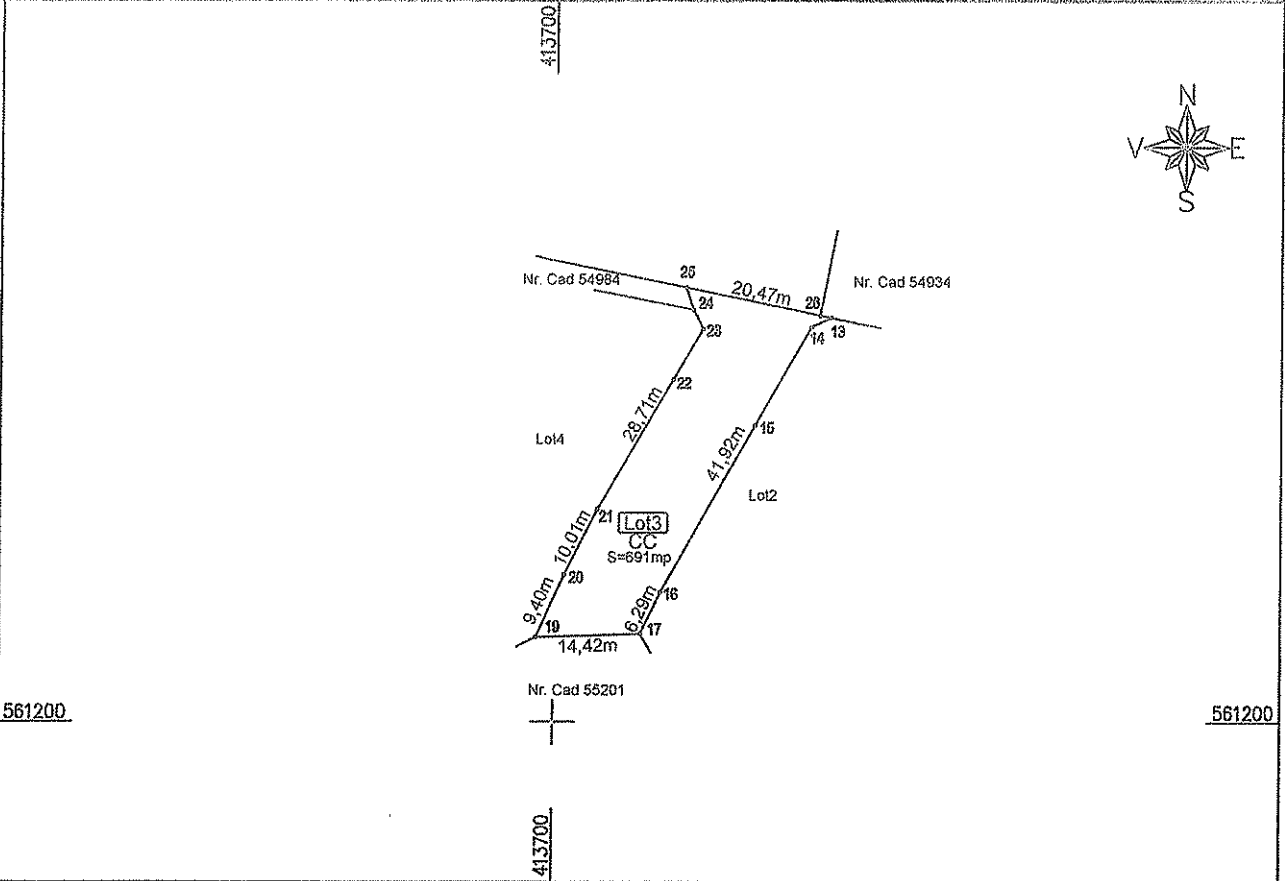 413700
N
V E
S
25
Nr. Cad 54984
20,47m
26
Nr. Cad 54934
24
13
14
23
22
28,71m
15
Lot4
41,92m
Lot2
21
Lot3
10,01m
CC
S=691mp
20
9,40m
16
6,29m
19
17
14,42m
Nr. Cad 55201
561200
561200
413700